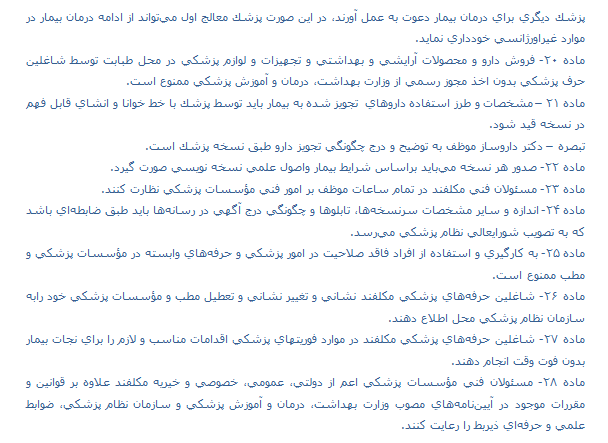 پزشك ديگري براي درمان بيمار دعوت به عمل آورند، در اين صورت پزشك معالج اول مي‌تواند از ادامه درمان بيمار در
موارد غيراورژانسي خودداري نمايد.
ماده ۲۰- فروش دارو و محصولات آرايشي و بهداشتي و تجهيزات و لوازم پزشكي در محل طبابت توسط شاغلين
حرف پزشكي بدون اخذ مجوز رسمي از وزارت بهداشت، درمان و آموزش پزشكي ممنوع است.
ماده ۲۱ – مشخصات و طرز استفاده داروهاي تجويز شده به بيمار بايد توسط پزشك با خط خوانا و انشاي قابل فهم
در نسخه قيد شود.
تبصره – دكتر داروساز موظف به توضيح و درج چگونگي تجويز دارو طبق نسخه پزشك است.
ماده ۲۲- صدور هر نسخه مي‌بايد براساس شرايط بيمار واصول علمي نسخه نويسي صورت گيرد.
ماده ۲۳- مسئولان فني مكلفند در تمام ساعات موظف بر امور فني مؤسسات پزشكي نظارت كنند.
ماده ۲۴- اندازه و ساير مشخصات سرنسخه‌ها، تابلوها و چگونگي درج آگهي در رسانه‌ها بايد طبق ضابطه‌اي باشد
كه به تصويب شورايعالي نظام پزشكي مي‌رسد.
ماده ۲۵- به كارگيري و استفاده از افراد فاقد صلاحيت در امور پزشكي و حرفه‌هاي وابسته در مؤسسات پزشكي و
مطب ممنوع است.
ماده ۲۶- شاغلين حرفه‌هاي پزشكي مكلفند نشاني و تغيير نشاني و تعطيل مطب و مؤسسات پزشكي خود رابه
سازمان نظام پزشكي محل اطلاع دهند.
ماده ۲۷- شاغلين حرفه‌هاي پزشكي مكلفند در موارد فوريتهاي پزشكي اقدامات مناسب و لازم را براي نجات بيمار
بدون فوت وقت انجام دهند.
ماده ۲۸- مسئولان فني مؤسسات پزشكي اعم از دولتي، عمومي، خصوصي و خيريه مكلفند علاوه بر قوانين و
مقررات موجود در آيين‌نامه‌هاي مصوب وزارت بهداشت، درمان و آموزش پزشكي و سازمان نظام پزشكي، ضوابط
علمي و حرفه‌اي ذيربط را رعايت كنند.